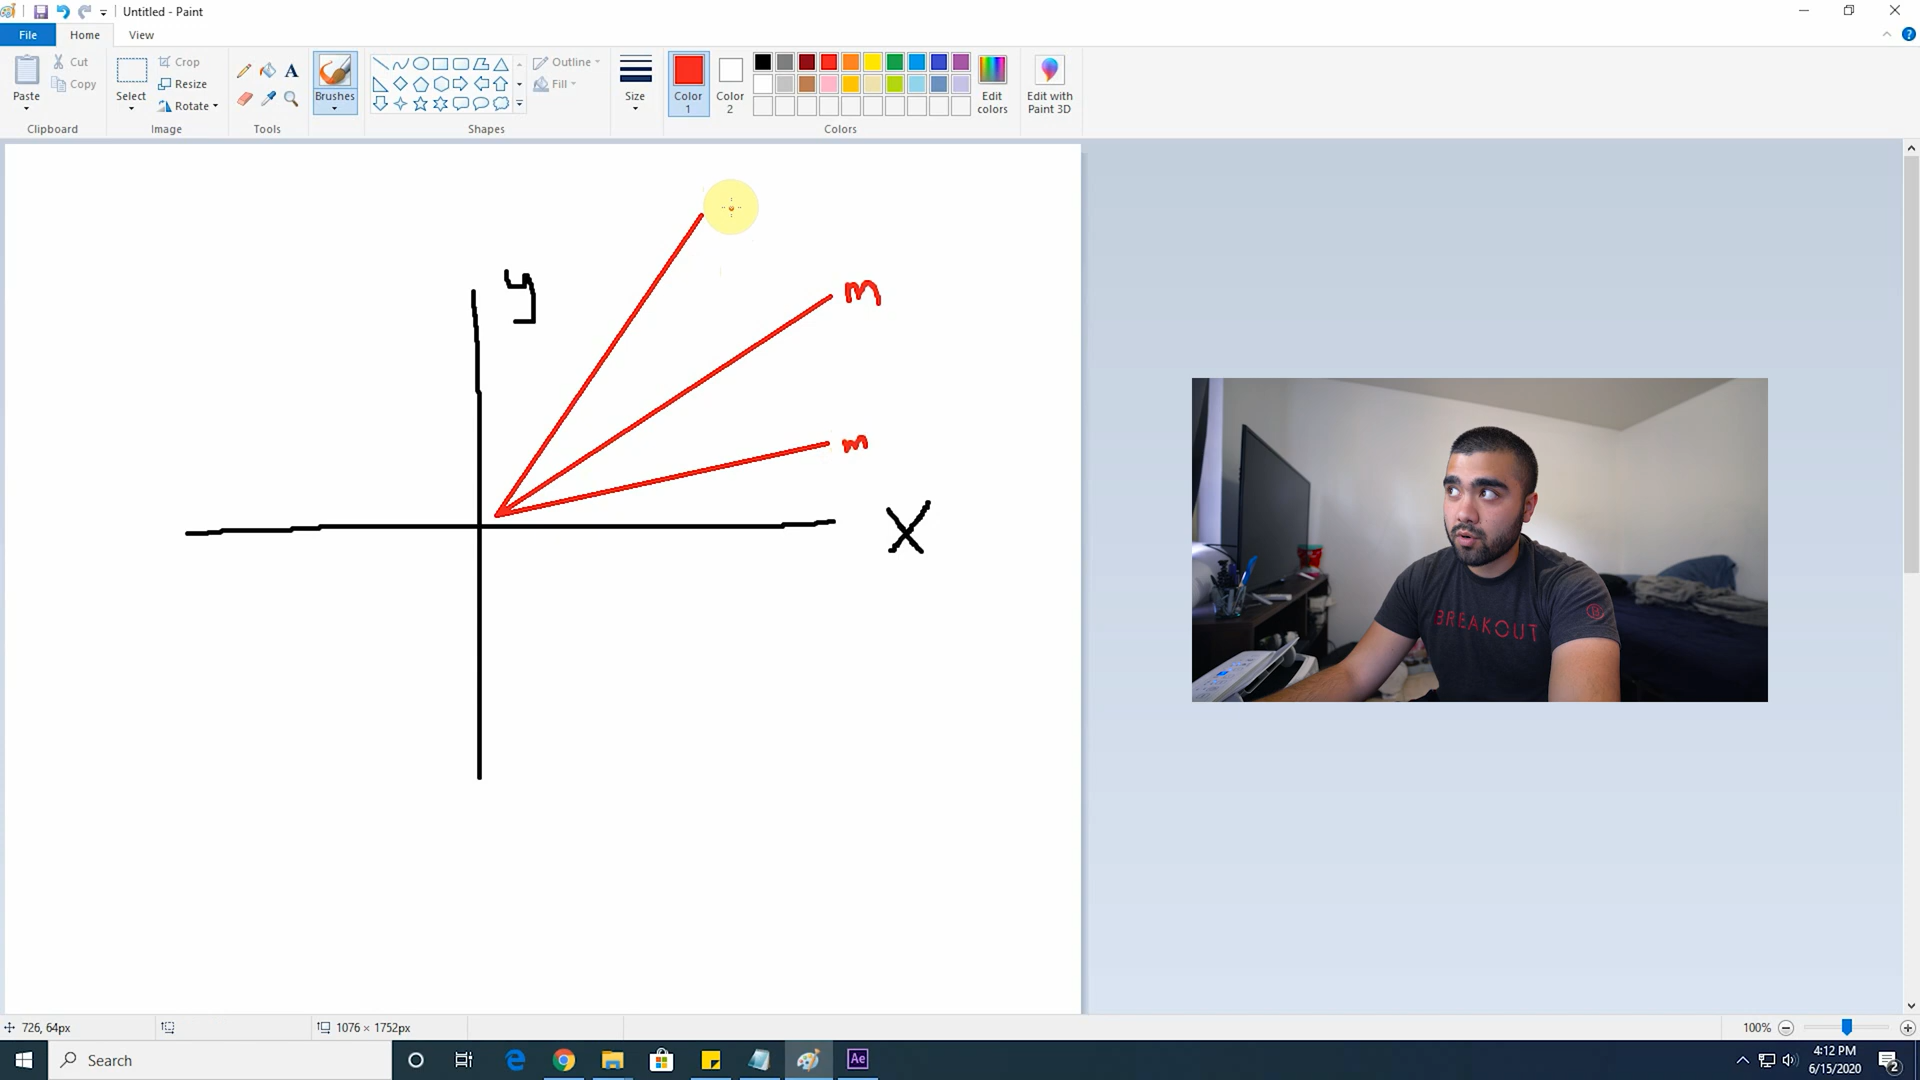 Untitled - Paint
File Home View
Paste
Cut
Copy
Clipboard
Select
Crop
Resize
Rotate
Image
Tools
Brushes
Shapes
Outline
Fill
Size
Color 1
Color 2
Edit colors
Colors
Edit with Paint 3D
y
m
m
x
BREAKOUT
726, 64px
1076 × 1752px
100%
Search
Ae
4:12 PM
6/15/2020
2